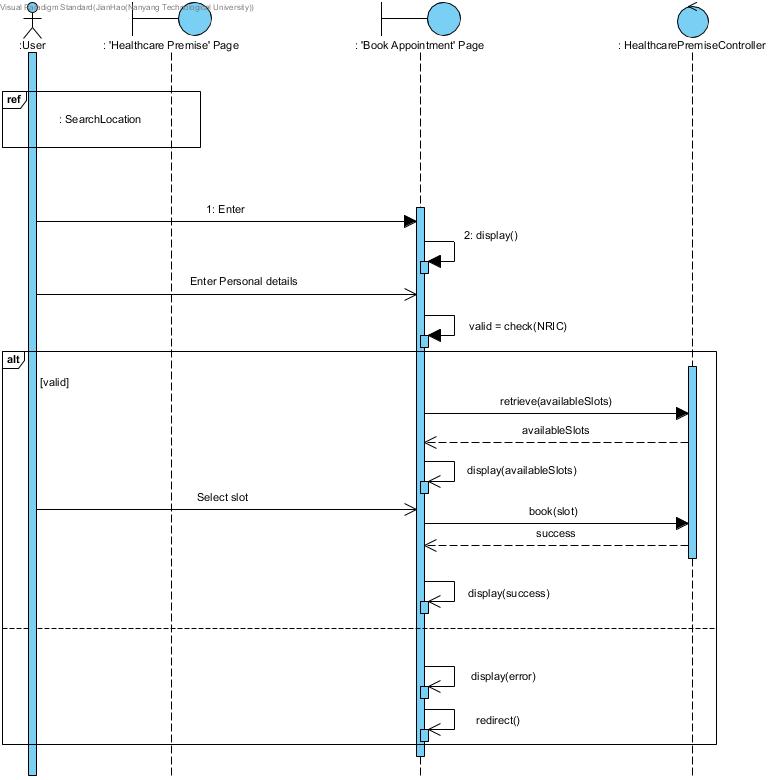 Visual Paradigm Standard(JianHao(Nanyang Technological University))
:User
: 'Healthcare Premise' Page
: 'Book Appointment' Page
: HealthcarePremiseController
ref
: SearchLocation
1: Enter
2: display()
Enter Personal details
valid = check(NRIC)
alt
[valid]
retrieve(availableSlots)
availableSlots
display(availableSlots)
Select slot
book(slot)
success
display(success)
display(error)
redirect()